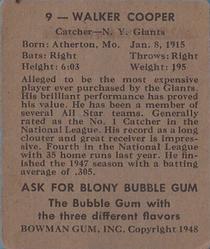 9 — WALKER COOPER
Catcher—N. Y. Giants
Born: Atherton, Mo. Jan. 8, 1915
Bats: Right Throws: Right
Height: 6:03 Weight: 195
Alleged to be the most expensive
player ever purchased by the Giants.
His brilliant performance has proved
his value. He has been a member of
several All Star teams. Generally
rated as the No. 1 Catcher in the
National League. His record as a long
clouter and great receiver is impres-
sive. Fourth in the National League
with 35 home runs last year. He fin-
ished the 1947 season with a batting
average of .305.
ASK FOR BLONY BUBBLE GUM
The Bubble Gum with
the three different flavors
BOWMAN GUM, INC. Copyright 1948